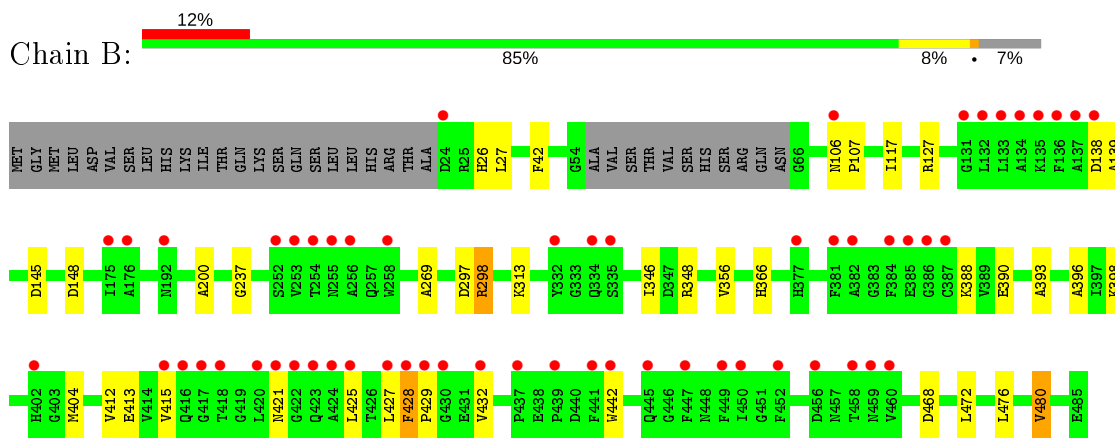 12%
Chain B:
85% 8% • 7%
MET GLY MET LEU ASP VAL SER LEU HIS LYS ILE THR GLN LYS SER GLN SER LEU LEU HIS ARG THR ALA D24 R25 H26 L27 F42 G54 ALA VAL SER THR VAL SER HIS SER ARG GLN ASN G66 N106 P107 I117 R127 G131 L132 L133 A134 K135 F136 A137 D138 A139
D145 D148 I175 A176 N192 A200 G237 S252 V253 T254 N255 A256 Q257 W258 A269 D297 R298 K313 Y332 G333 Q334 S335 I346 D347 R348 V356 H366 H377 F381 A382 G383 F384 E385 G386 C387 K388 V389 E390 A393 A396 I397 K398
H402 G403 M404 V412 E413 V414 V415 Q416 G417 T418 G419 L420 N421 G422 Q423 A424 L425 T426 L427 F428 P429 G430 E431 V432 P437 E438 P439 D440 F441 W442 Q445 G446 F447 N448 F449 I450 G451 F452 D456 N457 T458 N459 V460 D468 L472 L476 V480 E485